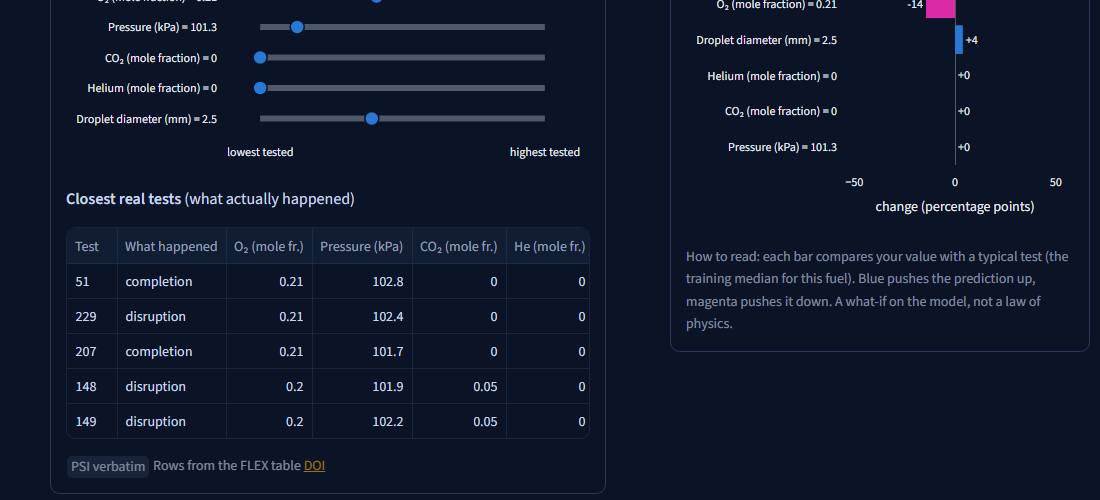 O₂ (mole fraction) = 0.21
Pressure (kPa) = 101.3
CO₂ (mole fraction) = 0
Helium (mole fraction) = 0
Droplet diameter (mm) = 2.5
lowest tested
highest tested
Closest real tests (what actually happened)
Test What happened O₂ (mole fr.) Pressure (kPa) CO₂ (mole fr.) He (mole fr.)
51 completion 0.21 102.8 0 0
229 disruption 0.21 102.4 0 0
207 completion 0.21 101.7 0 0
148 disruption 0.2 101.9 0.05 0
149 disruption 0.2 102.2 0.05 0
PSI verbatim Rows from the FLEX table DOI
O₂ (mole fraction) = 0.21 -14
Droplet diameter (mm) = 2.5 +4
Helium (mole fraction) = 0 +0
CO₂ (mole fraction) = 0 +0
Pressure (kPa) = 101.3 +0
−50 0 50
change (percentage points)
How to read: each bar compares your value with a typical test (the
training median for this fuel). Blue pushes the prediction up,
magenta pushes it down. A what-if on the model, not a law of
physics.